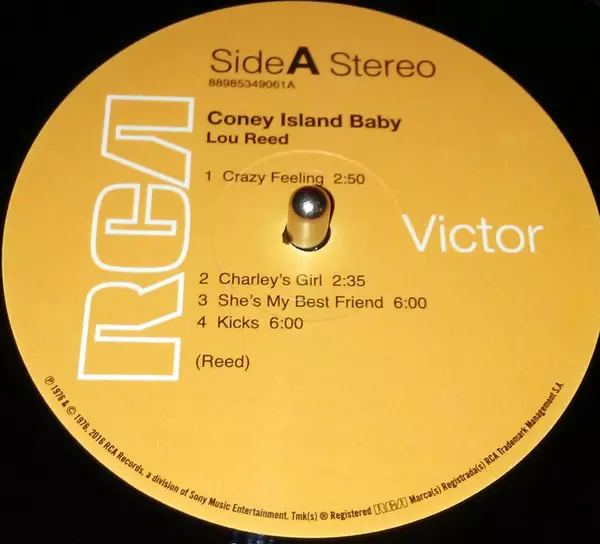 Side A Stereo
88985349061A
Coney Island Baby
Lou Reed
1 Crazy Feeling 2:50
RCA
Victor
2 Charley's Girl 2:35
3 She's My Best Friend 6:00
4 Kicks 6:00
(Reed)
℗ 1976 & © 1976, 2016 RCA Records, a division of Sony Music Entertainment. Tmk(s) ® Registered RCA Marca(s) Registrada(s) RCA Trademark Management S.A.